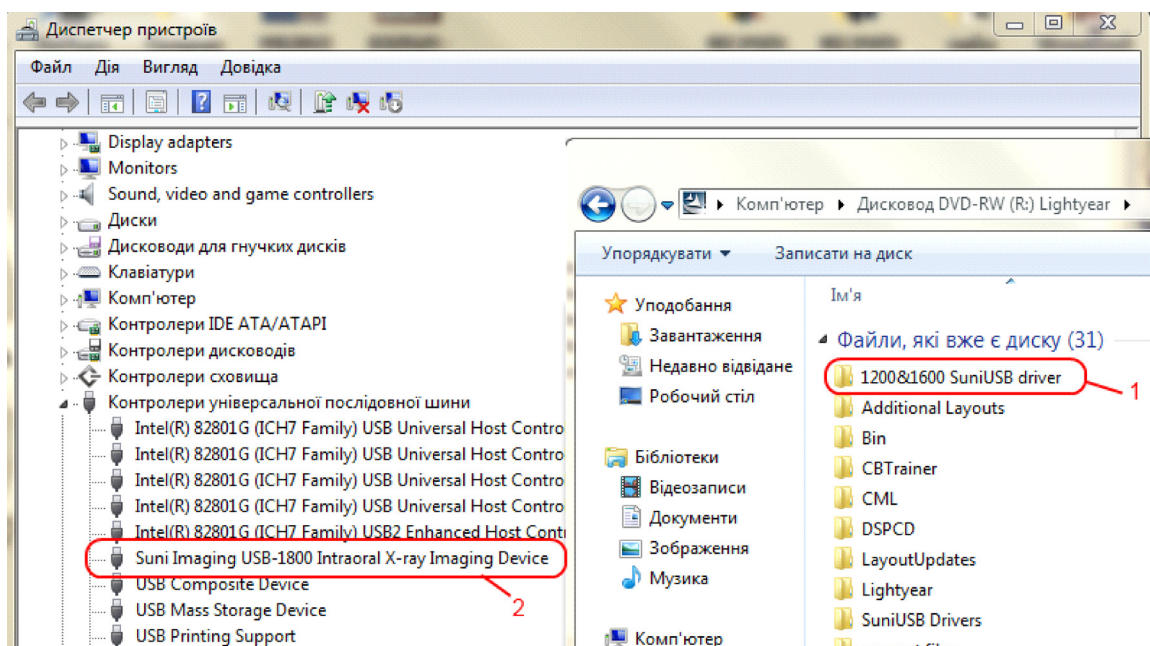 Диспетчер пристроїв
Файл Дія Вигляд Довідка
Display adapters
Monitors
Sound, video and game controllers
Диски
Дисководи для гнучких дисків
Клавіатури
Комп'ютер
Контролери IDE ATA/ATAPI
Контролери дисководів
Контролери сховища
Контролери універсальної послідовної шини
Intel(R) 82801G (ICH7 Family) USB Universal Host Contro
Intel(R) 82801G (ICH7 Family) USB Universal Host Contro
Intel(R) 82801G (ICH7 Family) USB Universal Host Contro
Intel(R) 82801G (ICH7 Family) USB Universal Host Contro
Intel(R) 82801G (ICH7 Family) USB2 Enhanced Host Cont
Suni Imaging USB-1800 Intraoral X-ray Imaging Device
USB Composite Device
2
USB Mass Storage Device
USB Printing Support
Комп'ютер Дисковод DVD-RW (R:) Lightyear
Упорядкувати Записати на диск
Уподобання
Завантаження
Недавно відвідане
Робочий стіл
Бібліотеки
Відеозаписи
Документи
Зображення
Музика
Комп'ютер
Ім'я
Файли, які вже є диску (31)
1200&1600 SuniUSB driver
1
Additional Layouts
Bin
CBTrainer
CML
DSPCD
LayoutUpdates
Lightyear
SuniUSB Drivers